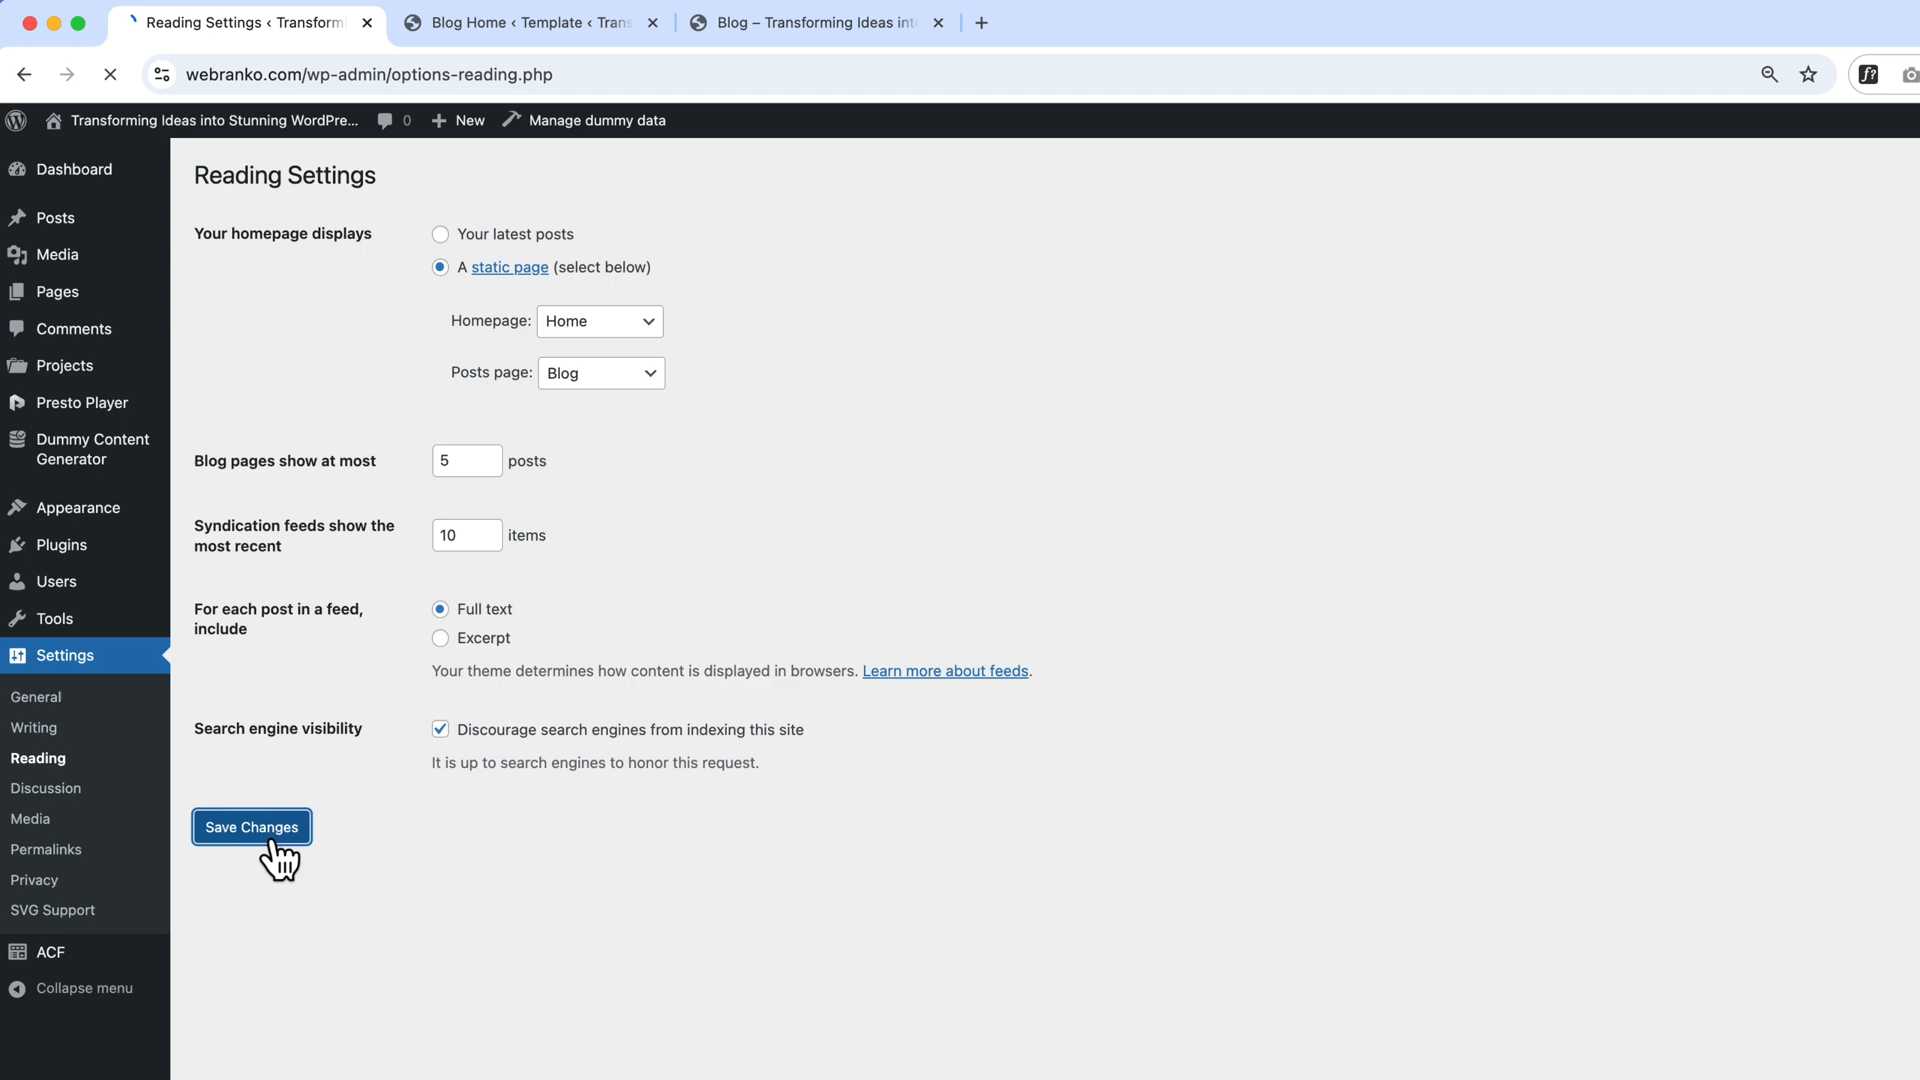 Reading Settings ‹ Transformi
Blog Home ‹ Template ‹ Trans
Blog – Transforming Ideas int
webranko.com/wp-admin/options-reading.php
f?
Transforming Ideas into Stunning WordPre...
0
New
Manage dummy data
Dashboard
Posts
Media
Pages
Comments
Projects
Presto Player
Dummy Content
Generator
Appearance
Plugins
Users
Tools
Settings
General
Writing
Reading
Discussion
Media
Permalinks
Privacy
SVG Support
ACF
Collapse menu
Reading Settings
Your homepage displays
Your latest posts
A static page (select below)
Homepage: Home
Posts page: Blog
Blog pages show at most
5 posts
Syndication feeds show the
most recent
10 items
For each post in a feed,
include
Full text
Excerpt
Your theme determines how content is displayed in browsers. Learn more about feeds.
Search engine visibility
Discourage search engines from indexing this site
It is up to search engines to honor this request.
Save Changes